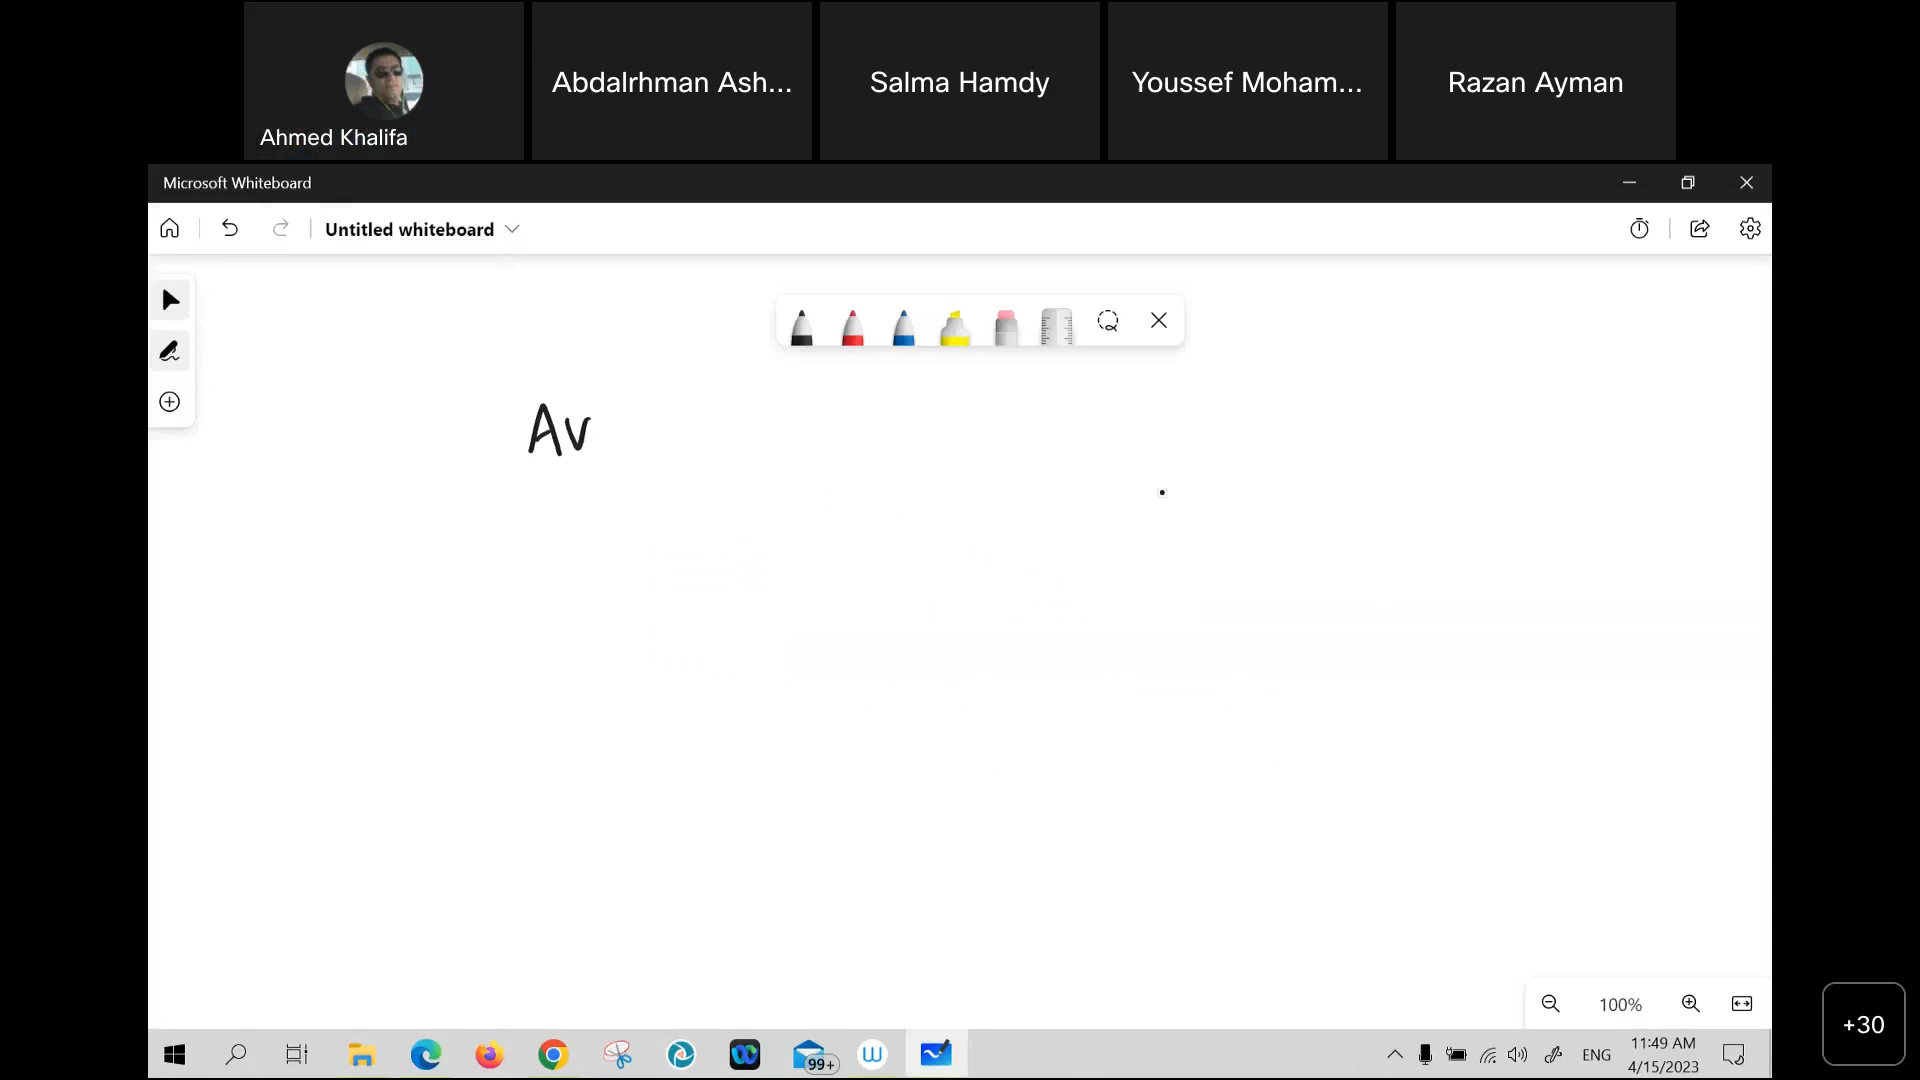 Abdalrhman Ash... Salma Hamdy Youssef Moham... Razan Ayman
Ahmed Khalifa
Microsoft Whiteboard
Untitled whiteboard
Av
100%
+30
99+
W
ENG
11:49 AM
4/15/2023